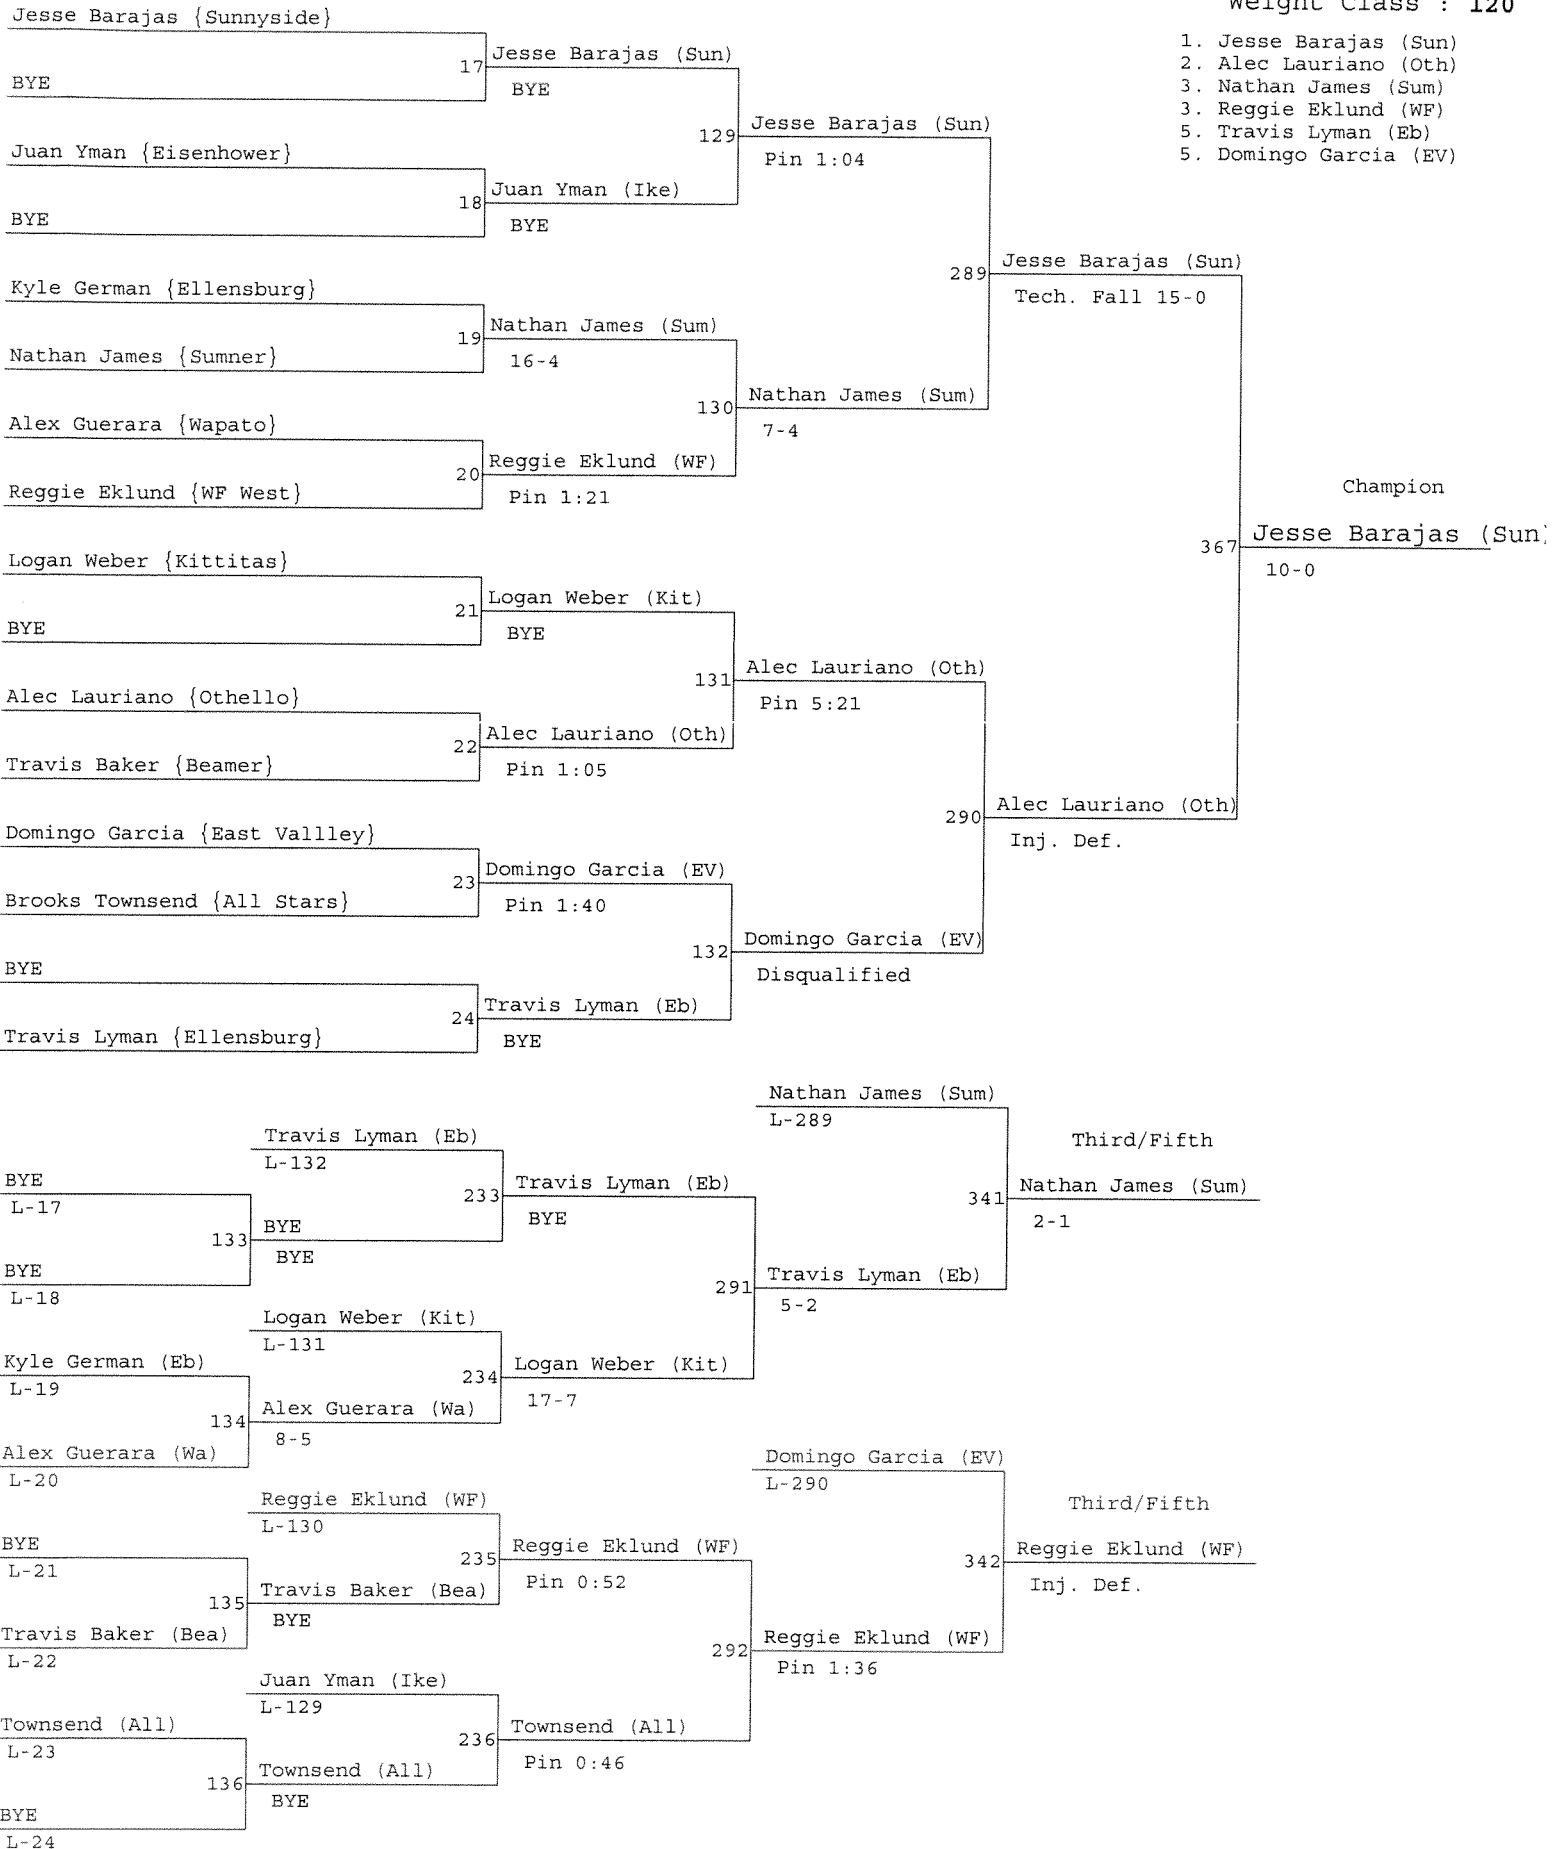 Weight Class : 120
1. Jesse Barajas (Sun)
2. Alec Lauriano (Oth)
3. Nathan James (Sum)
3. Reggie Eklund (WF)
5. Travis Lyman (Eb)
5. Domingo Garcia (EV)
Jesse Barajas {Sunnyside}
17
Jesse Barajas (Sun)
BYE
BYE
129
Jesse Barajas (Sun)
Pin 1:04
Juan Yman {Eisenhower}
18
Juan Yman (Ike)
BYE
BYE
289
Jesse Barajas (Sun)
Tech. Fall 15-0
Kyle German {Ellensburg}
19
Nathan James (Sum)
16-4
Nathan James {Sumner}
130
Nathan James (Sum)
7-4
Alex Guerara {Wapato}
20
Reggie Eklund (WF)
Pin 1:21
Reggie Eklund {WF West}
Champion
367
Jesse Barajas (Sun)
10-0
Logan Weber {Kittitas}
21
Logan Weber (Kit)
BYE
BYE
131
Alec Lauriano (Oth)
Pin 5:21
Alec Lauriano {Othello}
22
Alec Lauriano (Oth)
Pin 1:05
Travis Baker {Beamer}
290
Alec Lauriano (Oth)
Inj. Def.
Domingo Garcia {East Vallley}
23
Domingo Garcia (EV)
Pin 1:40
Brooks Townsend {All Stars}
132
Domingo Garcia (EV)
Disqualified
BYE
24
Travis Lyman (Eb)
BYE
Travis Lyman {Ellensburg}
Nathan James (Sum)
L-289
Third/Fifth
341
Nathan James (Sum)
2-1
Travis Lyman (Eb)
L-132
233
Travis Lyman (Eb)
BYE
BYE
L-17
133
BYE
BYE
BYE
L-18
291
Travis Lyman (Eb)
5-2
Logan Weber (Kit)
L-131
234
Logan Weber (Kit)
17-7
Kyle German (Eb)
L-19
134
Alex Guerara (Wa)
8-5
Alex Guerara (Wa)
L-20
Domingo Garcia (EV)
L-290
Third/Fifth
342
Reggie Eklund (WF)
Inj. Def.
Reggie Eklund (WF)
L-130
235
Reggie Eklund (WF)
Pin 0:52
BYE
L-21
135
Travis Baker (Bea)
BYE
Travis Baker (Bea)
L-22
292
Reggie Eklund (WF)
Pin 1:36
Juan Yman (Ike)
L-129
236
Townsend (All)
Pin 0:46
Townsend (All)
L-23
136
Townsend (All)
BYE
BYE
L-24